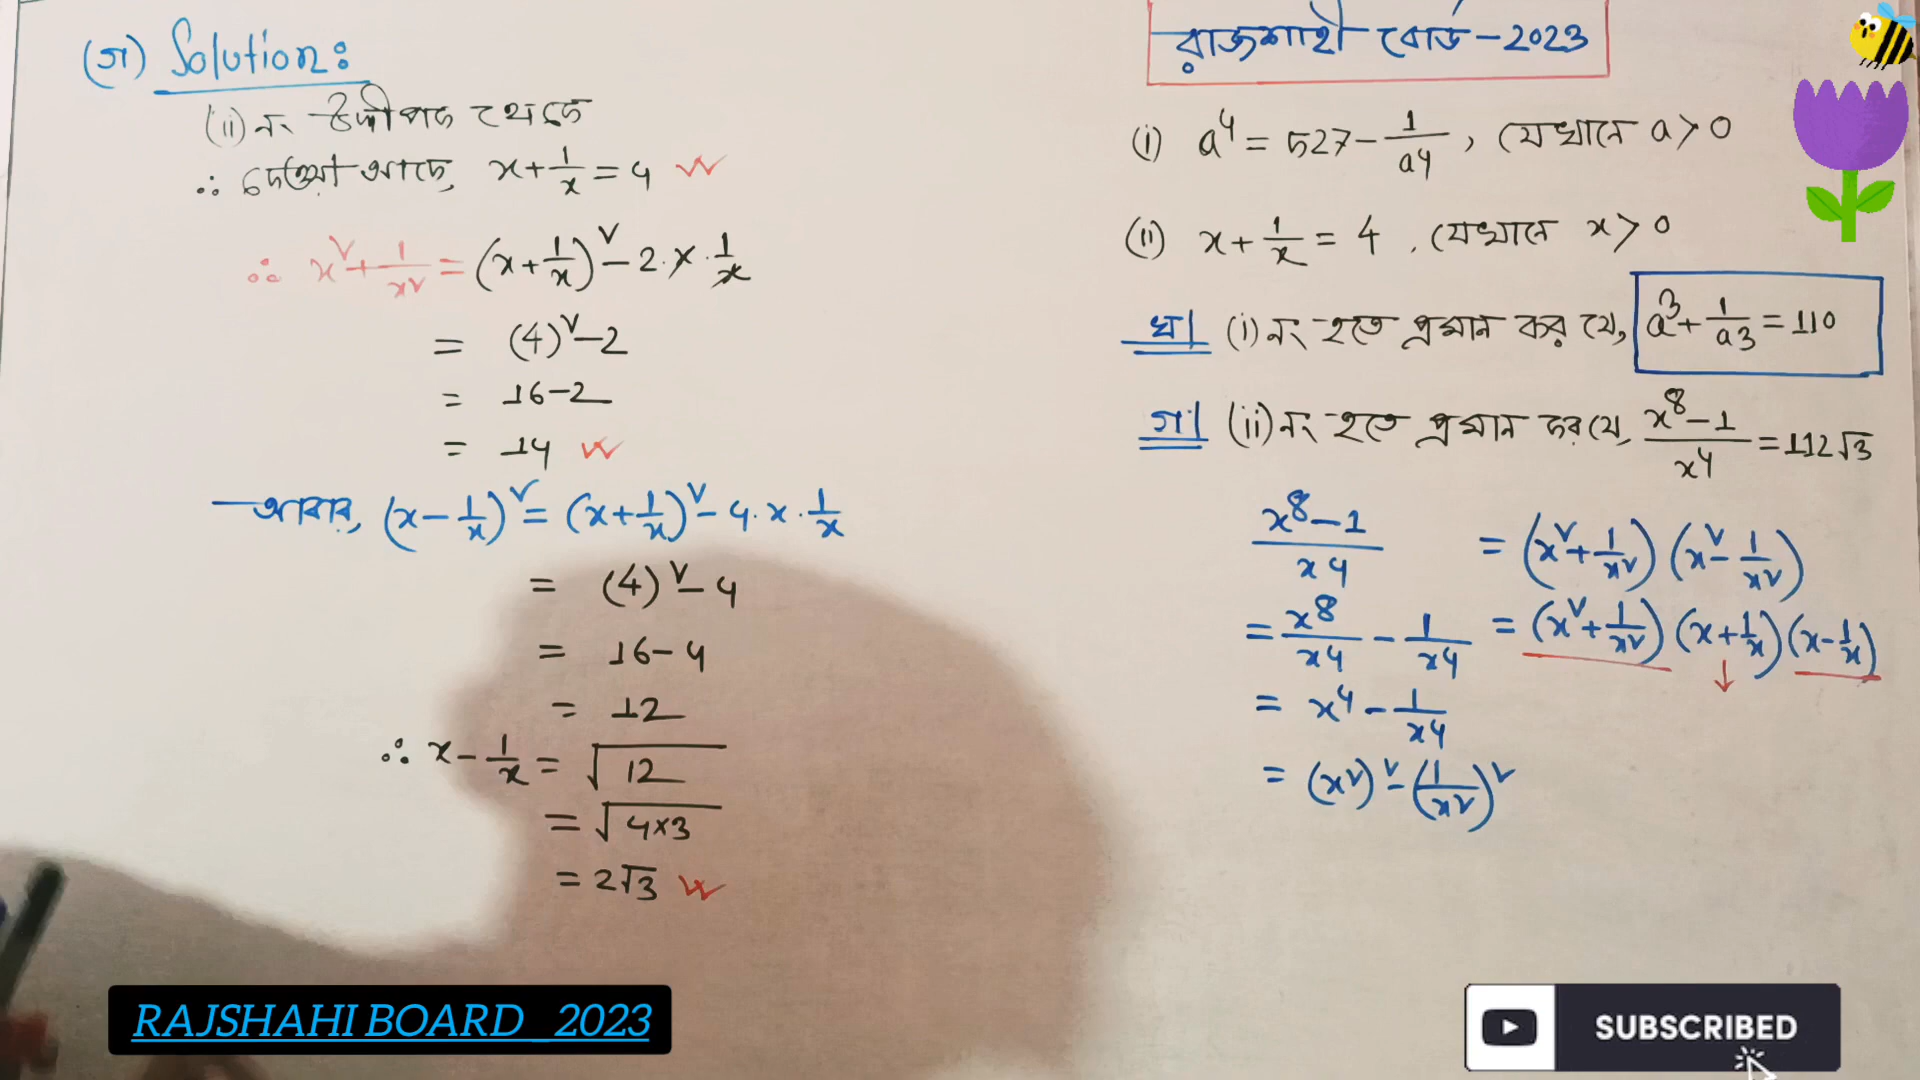 (গ) Solution:
(ii) নং উদ্দীপক থেকে
∴ দেওয়া আছে, x + 1/x = 4
∴ x² + 1/x² = (x + 1/x)² - 2·x·1/x
= (4)² - 2
= 16 - 2
= 14
আবার, (x - 1/x)² = (x + 1/x)² - 4·x·1/x
= (4)² - 4
= 16 - 4
= 12
∴ x - 1/x = √12
= √4×3
= 2√3
রাজশাহী বোর্ড - 2023
(i) a⁴ = 527 - 1/a⁴, যেখানে a > 0
(ii) x + 1/x = 4, যেখানে x > 0
খ। (i) নং হতে প্রমান কর যে, a³ + 1/a³ = 110
গ। (ii) নং হতে প্রমান কর যে, x⁸ - 1/x⁴ = 112√3
x⁸ - 1/x⁴
= x⁸/x⁴ - 1/x⁴
= x⁴ - 1/x⁴
= (x²)² - (1/x²)²
= (x² + 1/x²)(x² - 1/x²)
= (x² + 1/x²)(x + 1/x)(x - 1/x)
RAJSHAHI BOARD_2023
SUBSCRIBED